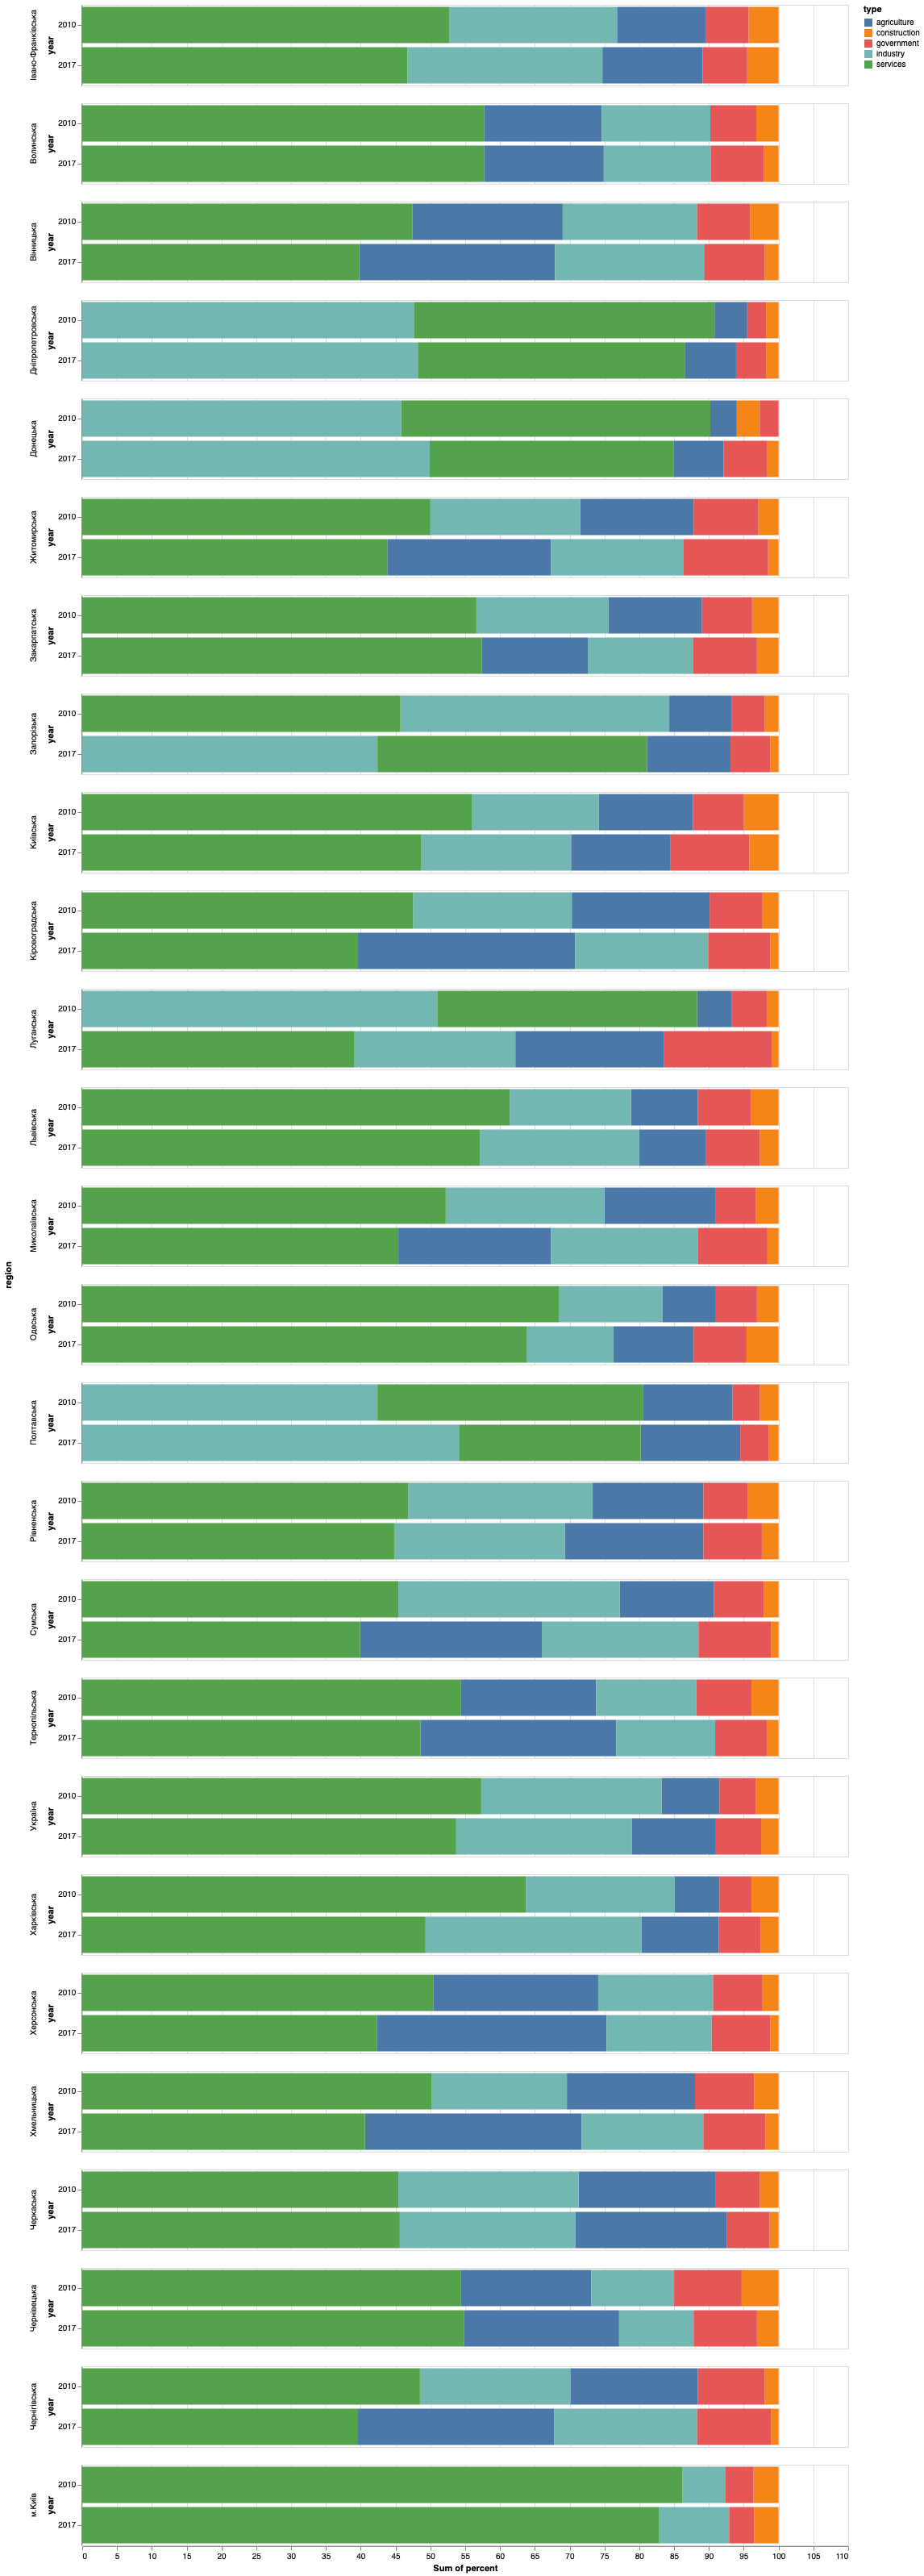 type
agriculture
construction
government
industry
services
region
Івано-Франківська
year
2010
2017
Волинська
year
2010
2017
Вінницька
year
2010
2017
Дніпропетровська
year
2010
2017
Донецька
year
2010
2017
Житомирська
year
2010
2017
Закарпатська
year
2010
2017
Запорізька
year
2010
2017
Київська
year
2010
2017
Кіровоградська
year
2010
2017
Луганська
year
2010
2017
Львівська
year
2010
2017
Миколаївська
year
2010
2017
Одеська
year
2010
2017
Полтавська
year
2010
2017
Рівненська
year
2010
2017
Сумська
year
2010
2017
Тернопільська
year
2010
2017
Україна
year
2010
2017
Харківська
year
2010
2017
Херсонська
year
2010
2017
Хмельницька
year
2010
2017
Черкаська
year
2010
2017
Чернівецька
year
2010
2017
Чернігівська
year
2010
2017
м.Київ
year
2010
2017
0 5 10 15 20 25 30 35 40 45 50 55 60 65 70 75 80 85 90 95 100 105 110
Sum of percent